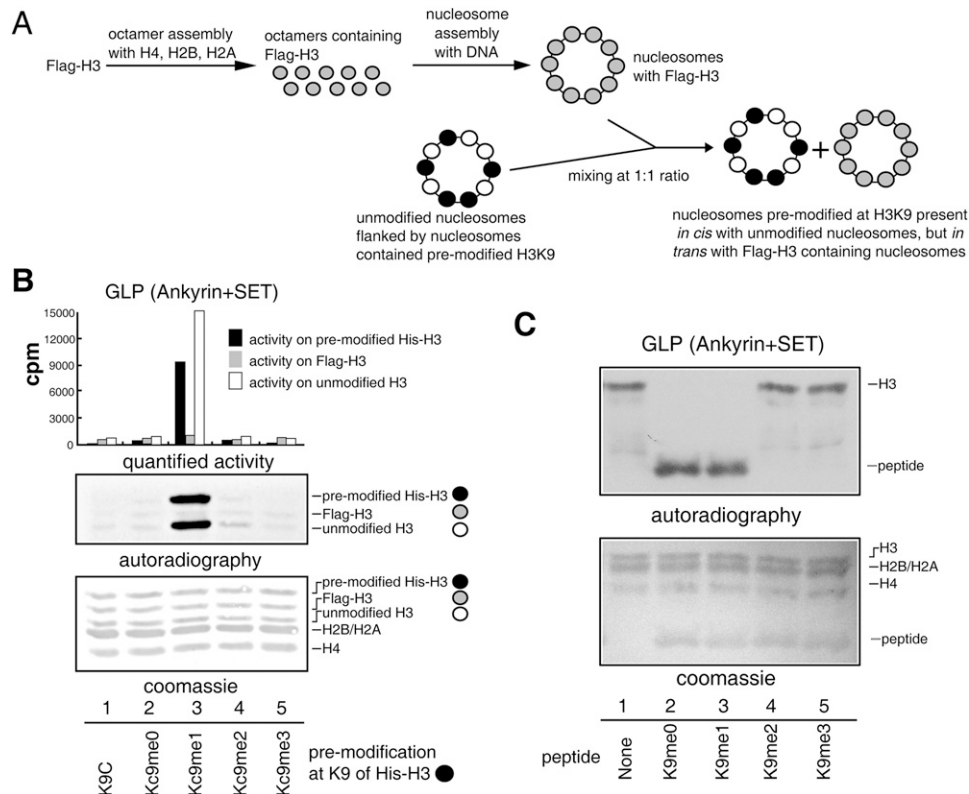 A
Flag-H3
octamer assembly
with H4, H2B, H2A
octamers containing
Flag-H3
nucleosome
assembly
with DNA
nucleosomes
with Flag-H3
unmodified nucleosomes
flanked by nucleosomes
contained pre-modified H3K9
mixing at 1:1 ratio
+
nucleosomes pre-modified at H3K9 present
in cis with unmodified nucleosomes, but in
trans with Flag-H3 containing nucleosomes
B
GLP (Ankyrin+SET)
cpm
15000
12000
9000
6000
3000
0
activity on pre-modified His-H3
activity on Flag-H3
activity on unmodified H3
quantified activity
pre-modified His-H3
Flag-H3
unmodified H3
autoradiography
pre-modified His-H3
Flag-H3
unmodified H3
H2B/H2A
H4
coomassie
1 2 3 4 5
K9C Kc9me0 Kc9me1 Kc9me2 Kc9me3
pre-modification
at K9 of His-H3
C
GLP (Ankyrin+SET)
H3
peptide
autoradiography
H3
H2B/H2A
H4
peptide
coomassie
1 2 3 4 5
peptide None K9me0 K9me1 K9me2 K9me3